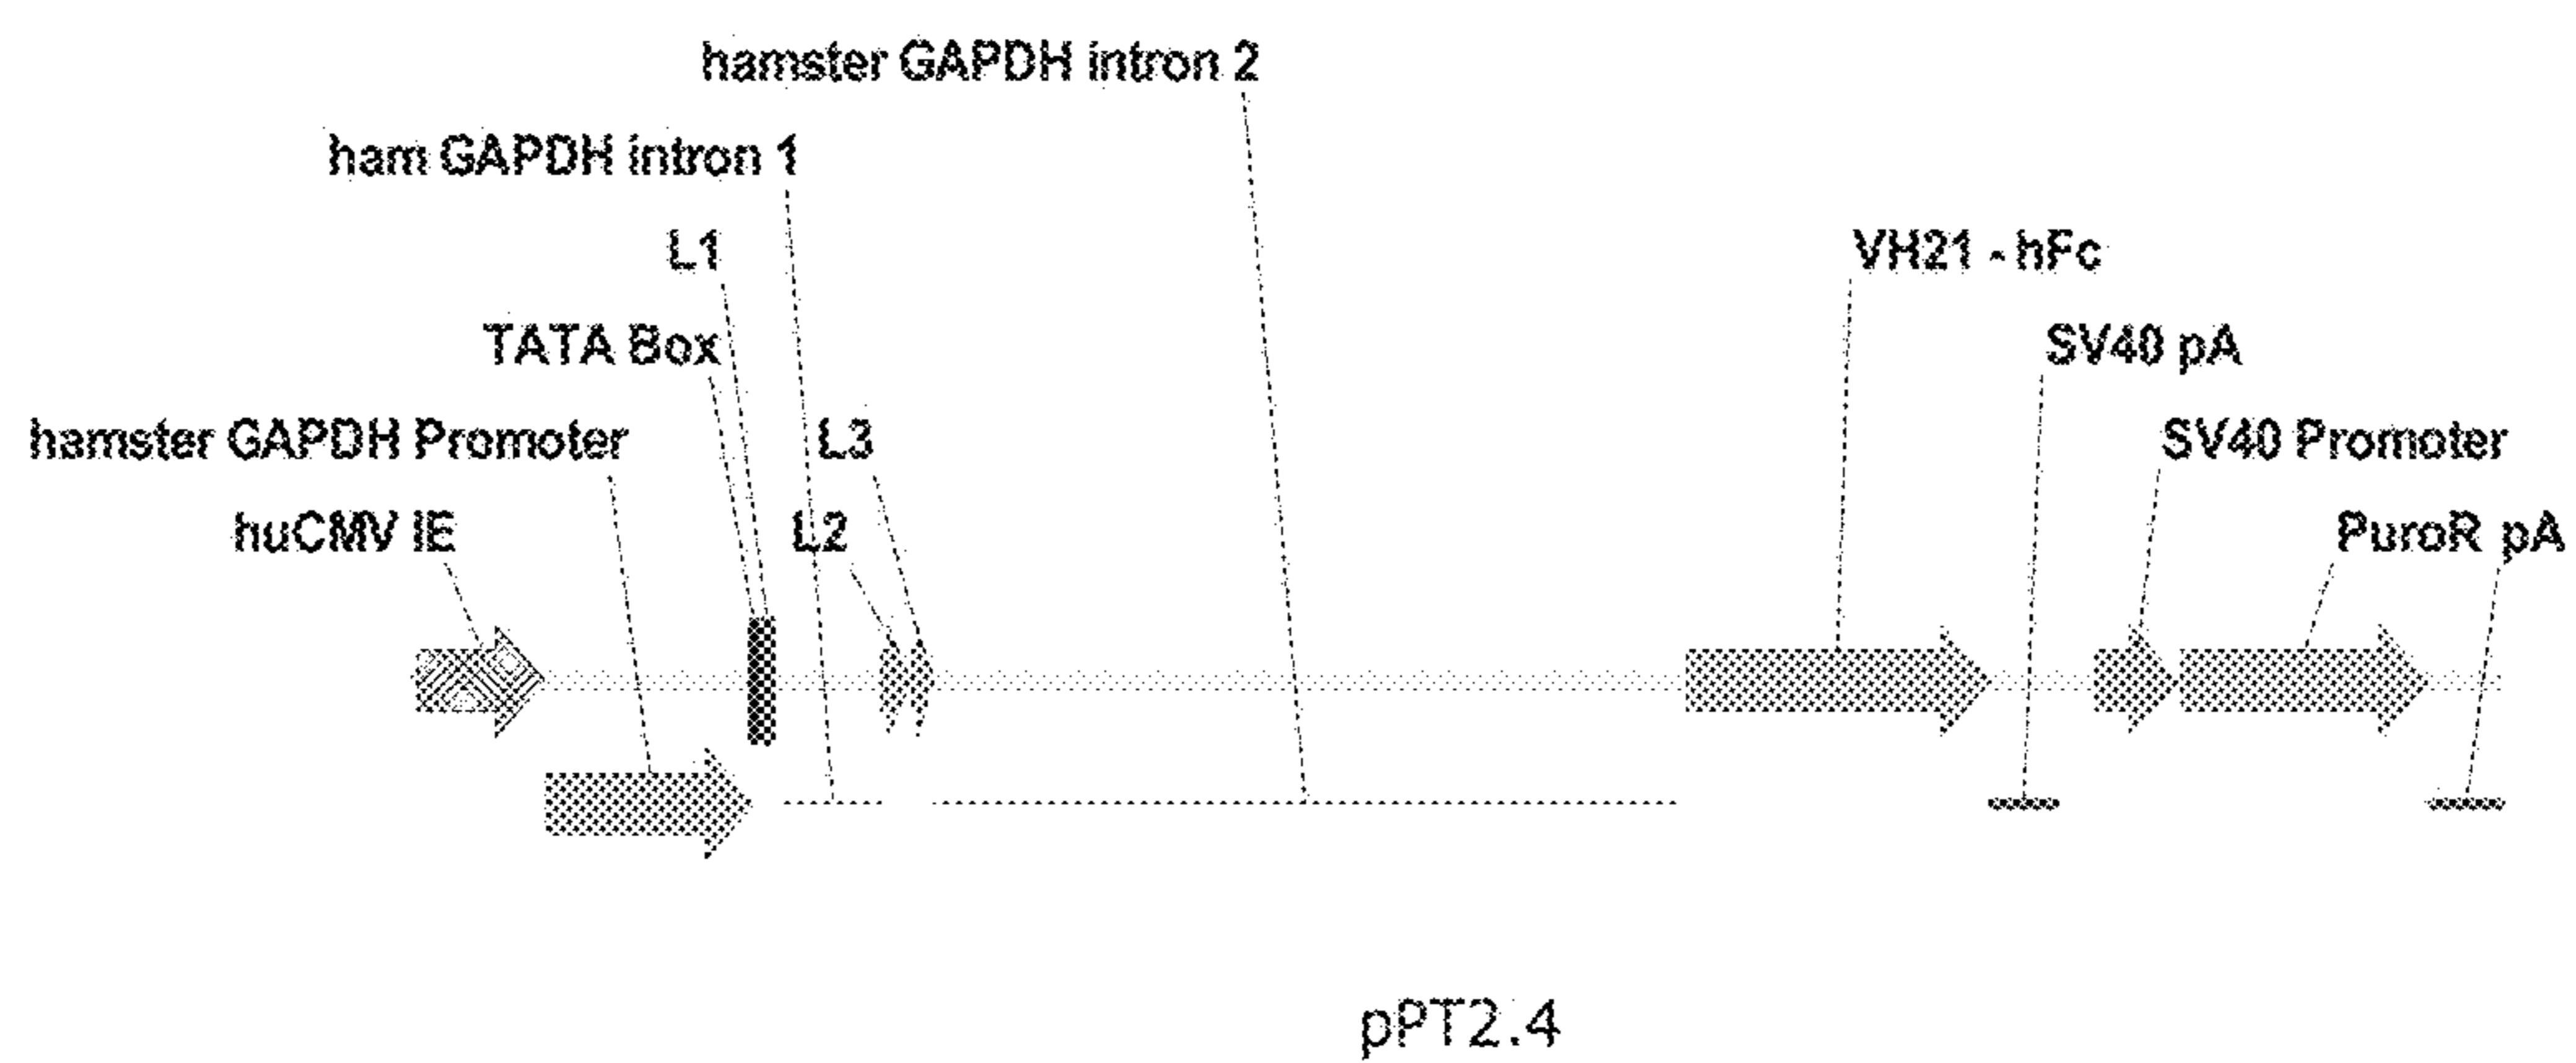 hamster GAPDH intron 2
ham GAPDH intron 1
L1
VH21 - hFc
TATA Box
SV40 pA
hamster GAPDH Promoter
L3
SV40 Promoter
huCMV IE
L2
PuroR pA
pPT2.4